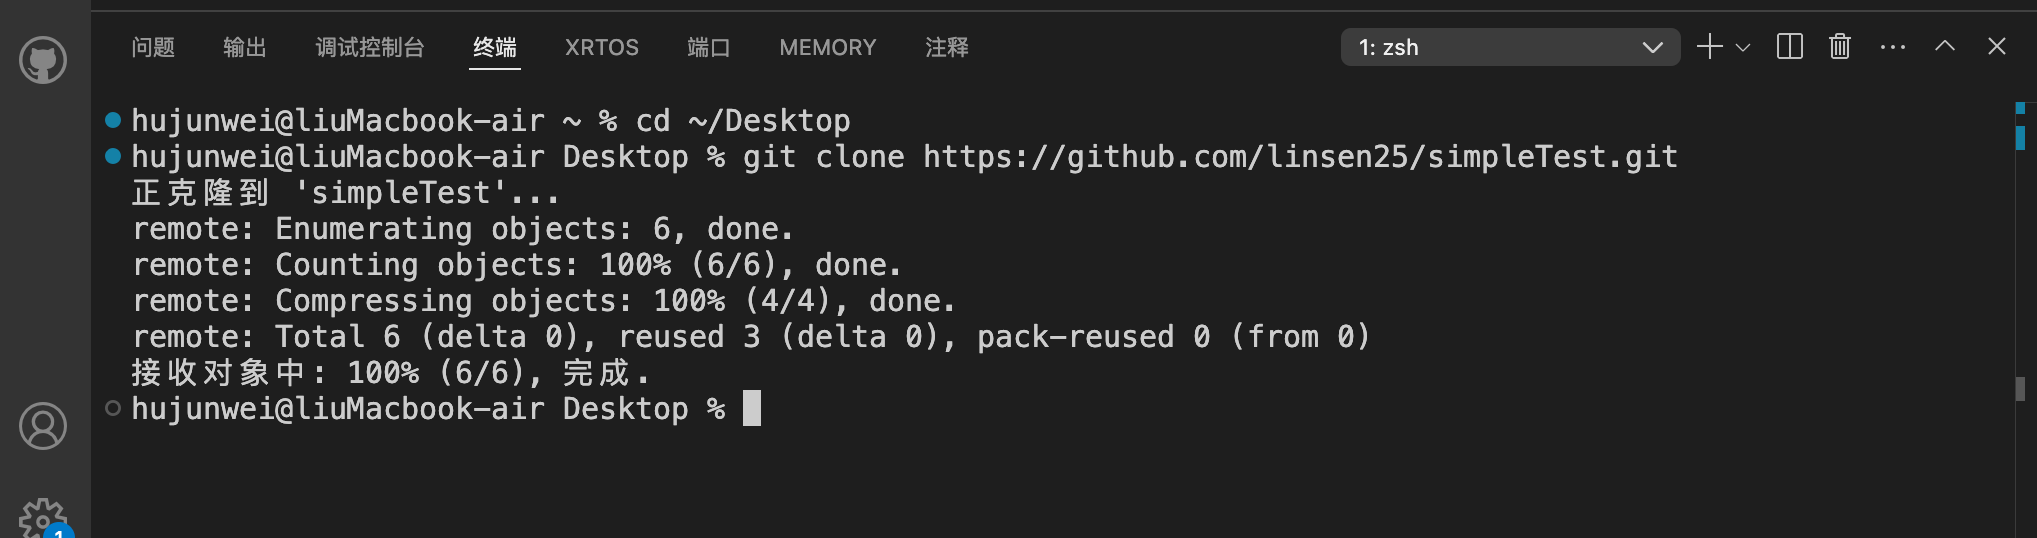 问题 输出 调试控制台 终端 XRTOS 端口 MEMORY 注释 1: zsh
hujunwei@liuMacbook-air ~ % cd ~/Desktop
hujunwei@liuMacbook-air Desktop % git clone https://github.com/linsen25/simpleTest.git
正克隆到 'simpleTest'...
remote: Enumerating objects: 6, done.
remote: Counting objects: 100% (6/6), done.
remote: Compressing objects: 100% (4/4), done.
remote: Total 6 (delta 0), reused 3 (delta 0), pack-reused 0 (from 0)
接收对象中: 100% (6/6), 完成.
hujunwei@liuMacbook-air Desktop %
1